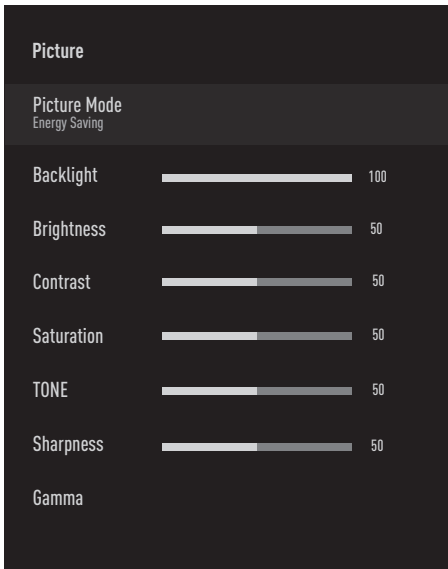 Picture
Picture Mode
Energy Saving
Backlight 100
Brightness 50
Contrast 50
Saturation 50
TONE 50
Sharpness 50
Gamma